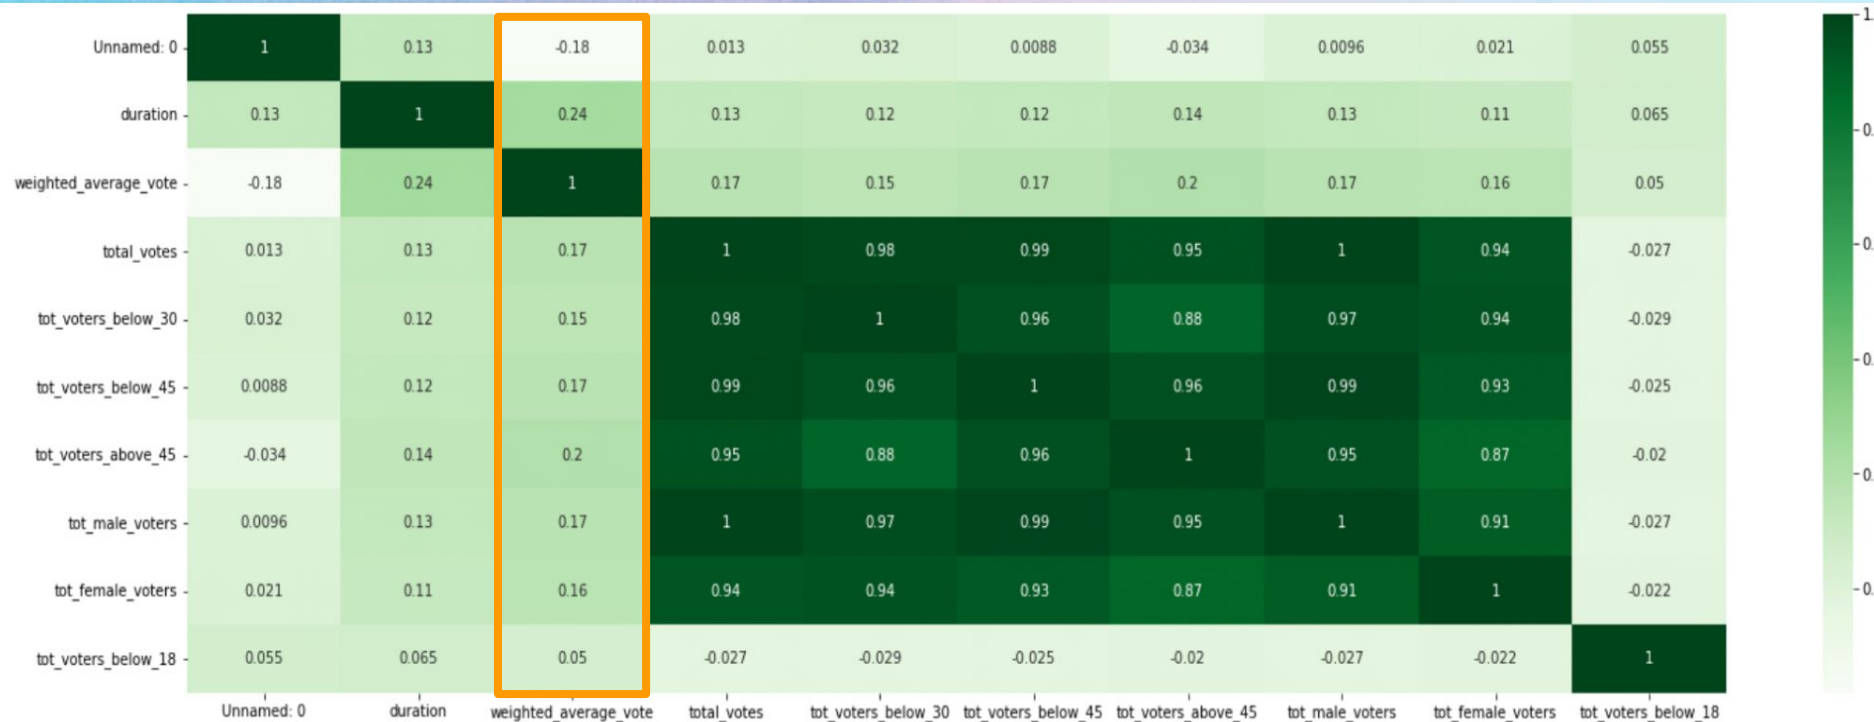 Unnamed: 0 1 0.13 -0.18 0.013 0.032 0.0088 -0.034 0.0096 0.021 0.055
duration 0.13 1 0.24 0.13 0.12 0.12 0.14 0.13 0.11 0.065
weighted_average_vote -0.18 0.24 1 0.17 0.15 0.17 0.2 0.17 0.16 0.05
total_votes 0.013 0.13 0.17 1 0.98 0.99 0.95 1 0.94 -0.027
tot_voters_below_30 0.032 0.12 0.15 0.98 1 0.96 0.88 0.97 0.94 -0.029
tot_voters_below_45 0.0088 0.12 0.17 0.99 0.96 1 0.96 0.99 0.93 -0.025
tot_voters_above_45 -0.034 0.14 0.2 0.95 0.88 0.96 1 0.95 0.87 -0.02
tot_male_voters 0.0096 0.13 0.17 1 0.97 0.99 0.95 1 0.91 -0.027
tot_female_voters 0.021 0.11 0.16 0.94 0.94 0.93 0.87 0.91 1 -0.022
tot_voters_below_18 0.055 0.065 0.05 -0.027 -0.029 -0.025 -0.02 -0.027 -0.022 1
Unnamed: 0 duration weighted_average_vote total_votes tot_voters_below_30 tot_voters_below_45 tot_voters_above_45 tot_male_voters tot_female_voters tot_voters_below_18